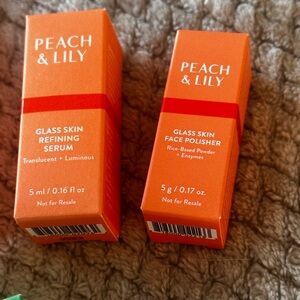 PEACH
& LILY
GLASS SKIN
REFINING
SERUM
Translucent + Luminous
5 ml / 0.16 fl oz
Not for Resale
PEACH
& LILY
GLASS SKIN
FACE POLISHER
Rice-Based Powder
+ Enzymes
5 g / 0.17 oz.
Not for Resale